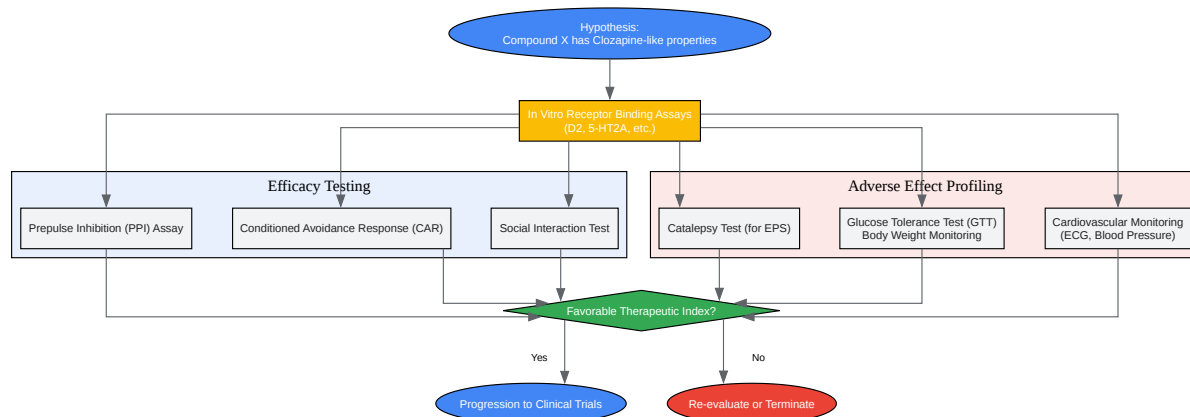 Hypothesis:
Compound X has Clozapine-like properties
In Vitro Receptor Binding Assays
(D2, 5-HT2A, etc.)
Efficacy Testing
Adverse Effect Profiling
Prepulse Inhibition (PPI) Assay
Conditioned Avoidance Response (CAR)
Social Interaction Test
Catalepsy Test (for EPS)
Glucose Tolerance Test (GTT)
Body Weight Monitoring
Cardiovascular Monitoring
(ECG, Blood Pressure)
Favorable Therapeutic Index?
Yes
No
Progression to Clinical Trials
Re-evaluate or Terminate